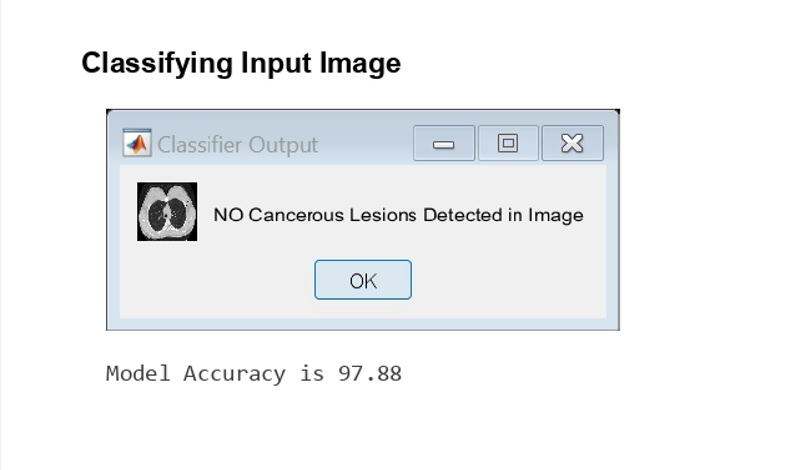 Classifying Input Image
Classifier Output
NO Cancerous Lesions Detected in Image
OK
Model Accuracy is 97.88